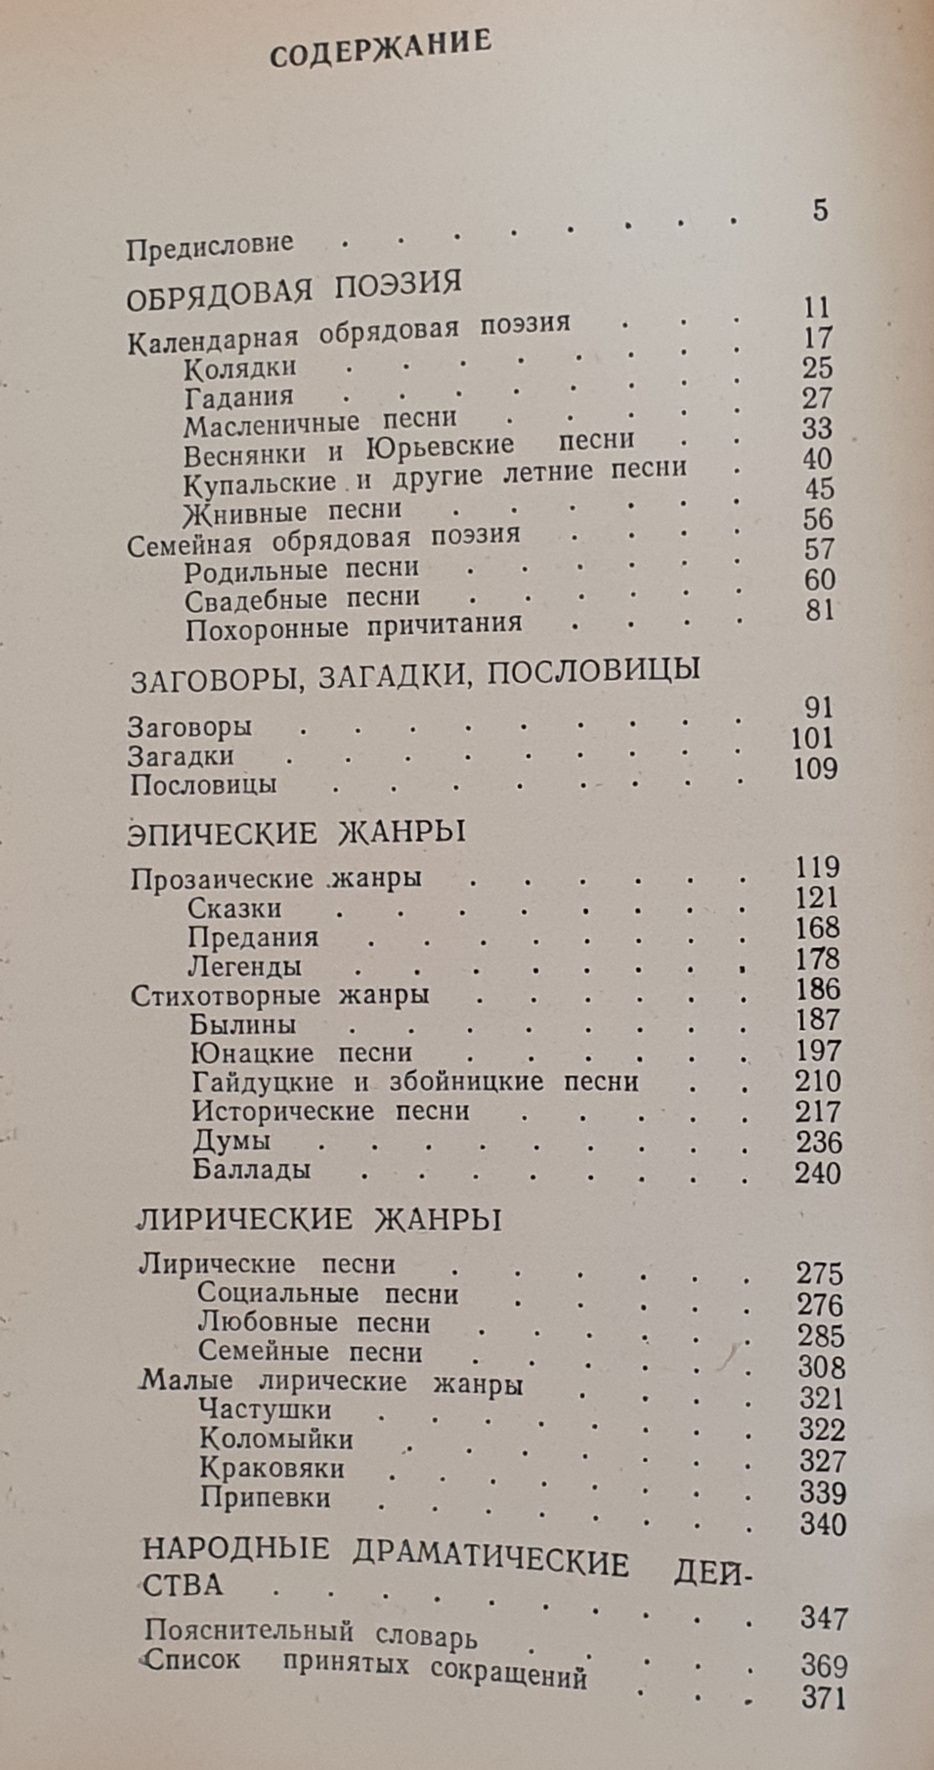 СОДЕРЖАНИЕ
Предисловие . . . . . . . . 5
ОБРЯДОВАЯ ПОЭЗИЯ
Календарная обрядовая поэзия . . . 11
Колядки . . . . . . . . 17
Гадания . . . . . . . . 25
Масленичные песни . . . . . 27
Веснянки и Юрьевские песни . . 33
Купальские и другие летние песни . 40
Жнивные песни . . . . . . 45
Семейная обрядовая поэзия . . . . 56
Родильные песни . . . . . . 57
Свадебные песни . . . . . . 60
Похоронные причитания . . . . 81
ЗАГОВОРЫ, ЗАГАДКИ, ПОСЛОВИЦЫ
Заговоры . . . . . . . . . 91
Загадки . . . . . . . . . 101
Пословицы . . . . . . . . 109
ЭПИЧЕСКИЕ ЖАНРЫ
Прозаические жанры . . . . . . 119
Сказки . . . . . . . . 121
Предания . . . . . . . . 168
Легенды . . . . . . . . 178
Стихотворные жанры . . . . . . 186
Былины . . . . . . . . 187
Юнацкие песни . . . . . . 197
Гайдуцкие и збойницкие песни . . 210
Исторические песни . . . . . 217
Думы . . . . . . . . . 236
Баллады . . . . . . . . 240
ЛИРИЧЕСКИЕ ЖАНРЫ
Лирические песни . . . . . . 275
Социальные песни . . . . . 276
Любовные песни . . . . . . 285
Семейные песни . . . . . . 308
Малые лирические жанры . . . . 321
Частушки . . . . . . . . 322
Коломыйки . . . . . . . 327
Краковяки . . . . . . . 339
Припевки . . . . . . . . 340
НАРОДНЫЕ ДРАМАТИЧЕСКИЕ ДЕЙ-
СТВА . . . . . . . . . 347
Пояснительный словарь . . . . . 369
Список принятых сокращений . . . 371